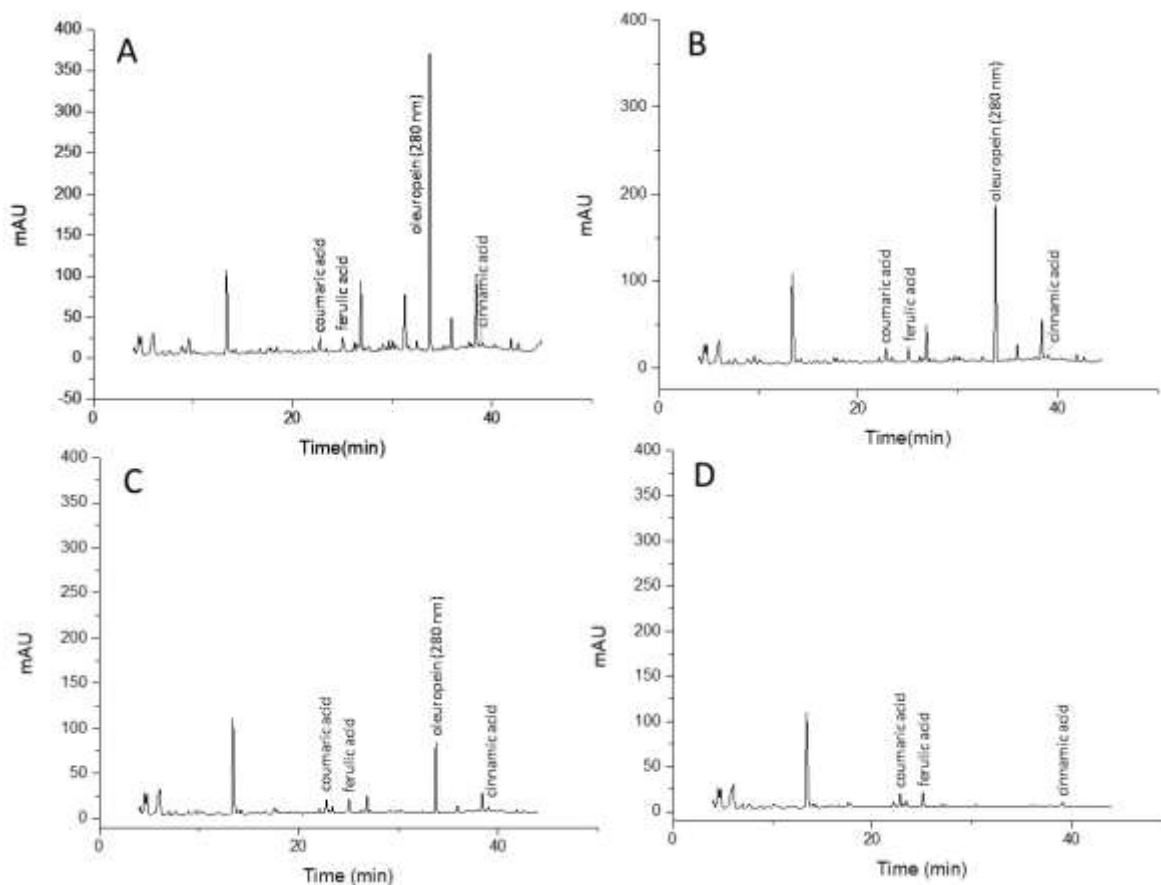 A
400
350
300
250
200
150
100
50
0
-50
mAU
coumaric acid
ferulic acid
oleuropein (280 nm)
cinnamic acid
0
20
40
Time(min)
B
400
300
200
100
0
mAU
coumaric acid
ferulic acid
oleuropein (280 nm)
cinnamic acid
0
20
40
Time(min)
C
400
350
300
250
200
150
100
50
0
mAU
coumaric acid
ferulic acid
oleuropein (280 nm)
cinnamic acid
0
20
40
Time (min)
D
400
350
300
250
200
150
100
50
0
mAU
coumaric acid
ferulic acid
cinnamic acid
0
20
40
Time (min)